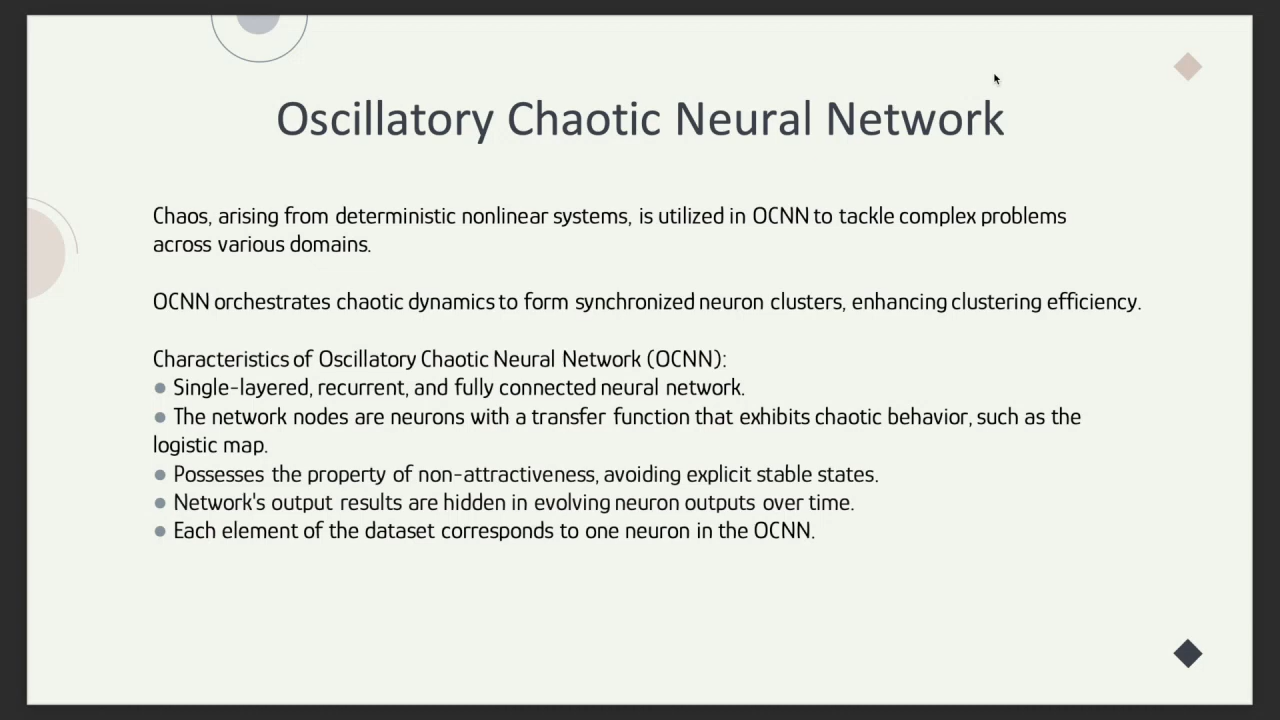 Oscillatory Chaotic Neural Network
Chaos, arising from deterministic nonlinear systems, is utilized in OCNN to tackle complex problems
across various domains.
OCNN orchestrates chaotic dynamics to form synchronized neuron clusters, enhancing clustering efficiency.
Characteristics of Oscillatory Chaotic Neural Network (OCNN):
● Single-layered, recurrent, and fully connected neural network.
● The network nodes are neurons with a transfer function that exhibits chaotic behavior, such as the
logistic map.
● Possesses the property of non-attractiveness, avoiding explicit stable states.
● Network's output results are hidden in evolving neuron outputs over time.
● Each element of the dataset corresponds to one neuron in the OCNN.